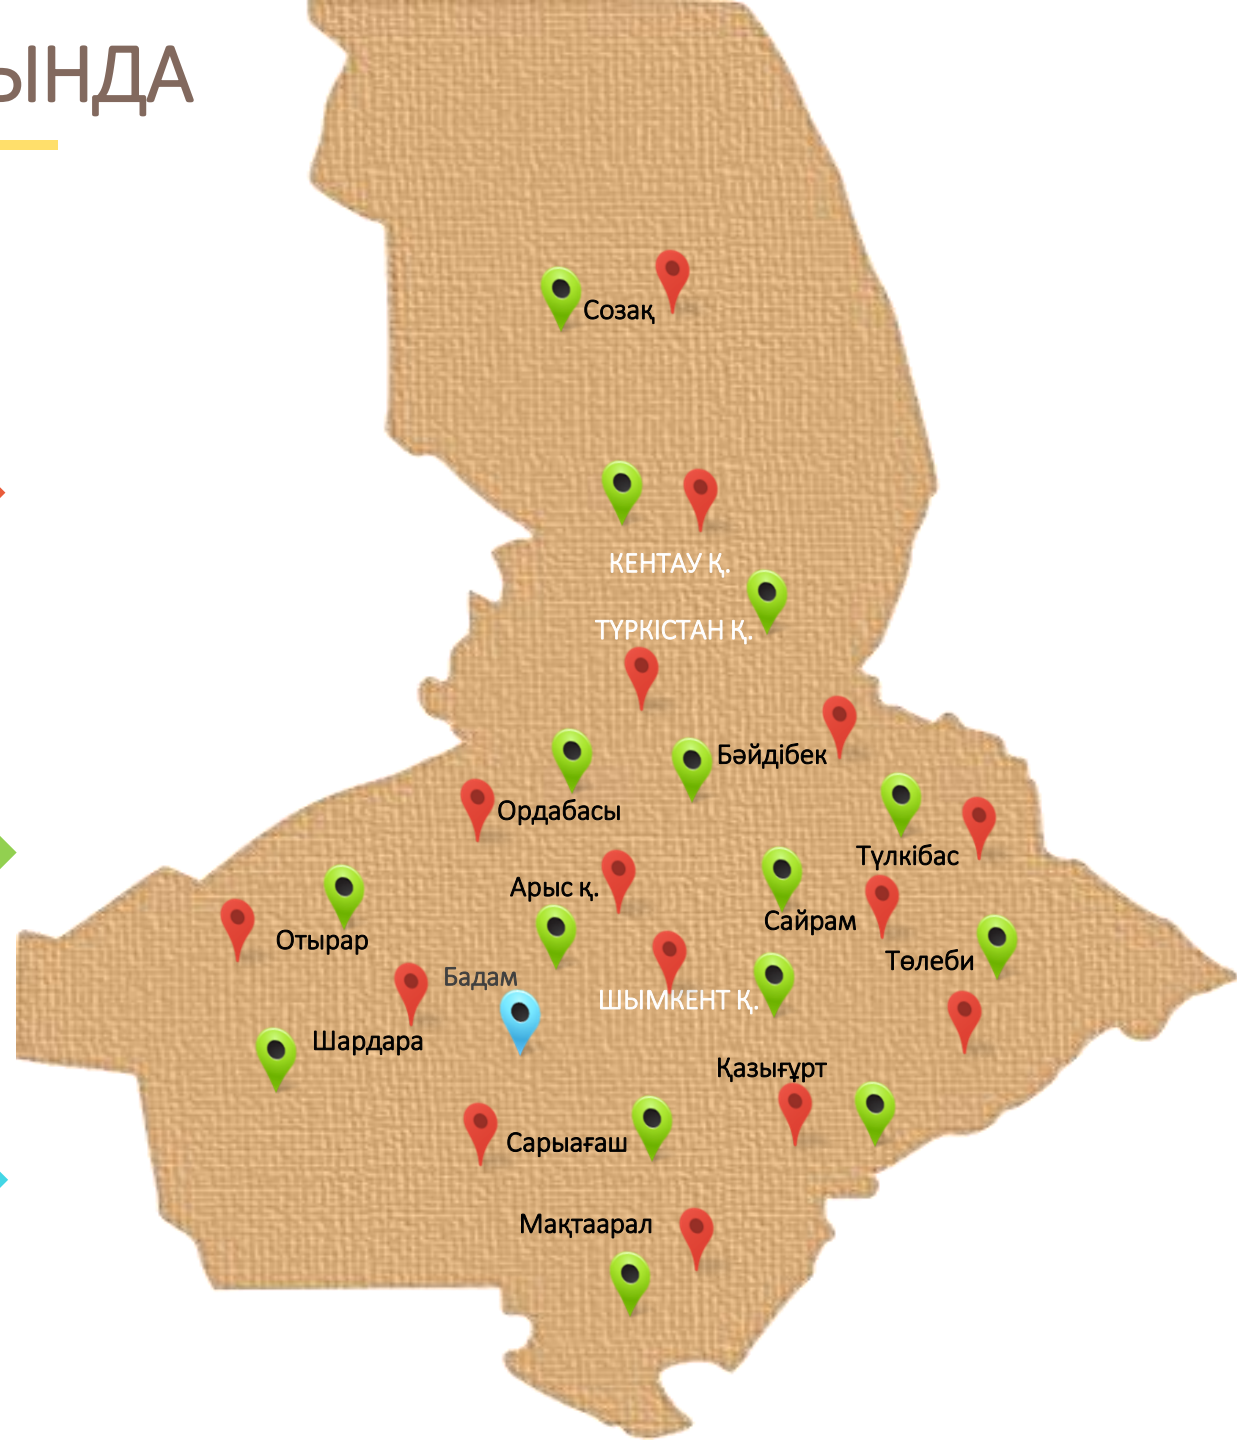 ЫНДА
Созақ
КЕНТАУ Қ.
ТҮРКІСТАН Қ.
Бәйдібек
Ордабасы
Түлкібас
Арыс қ.
Сайрам
Отырар
Төлеби
Бадам
ШЫМКЕНТ Қ.
Шардара
Қазығұрт
Сарыағаш
Мақтаарал